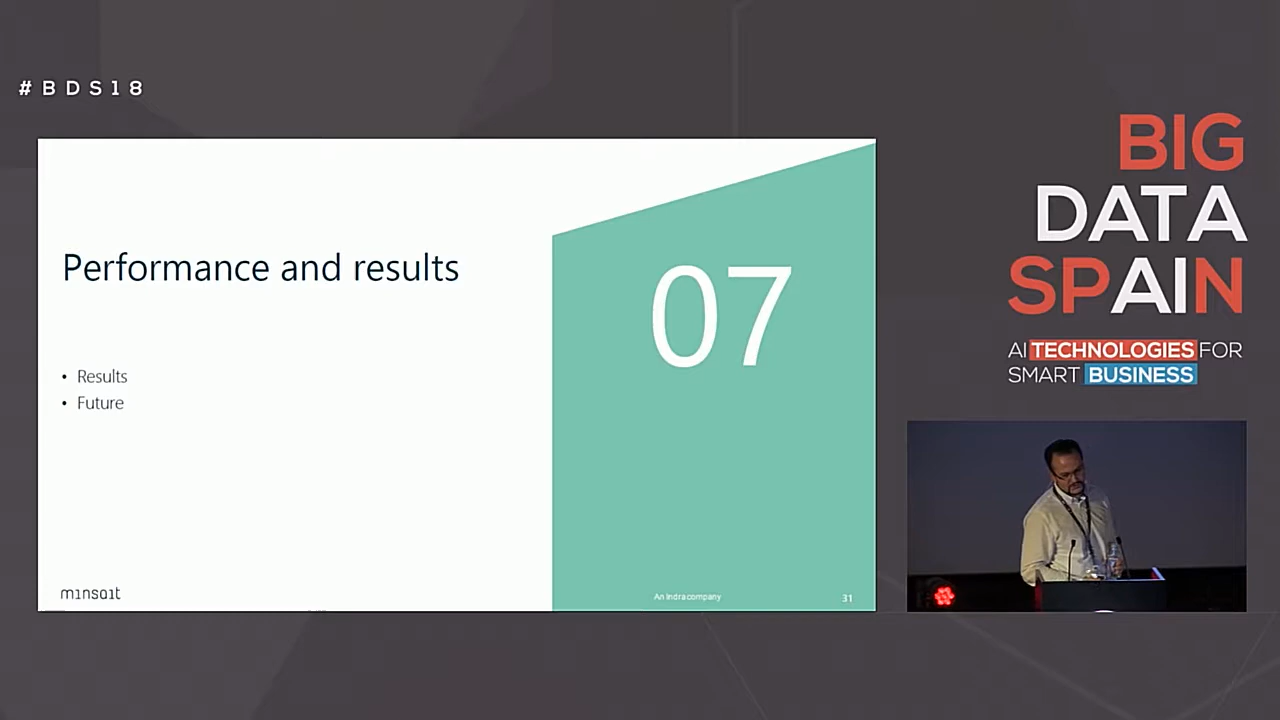 #BDS18
Performance and results
07
• Results
• Future
mınsaıt
An Indra company
31
BIG
DATA
SPAIN
AI TECHNOLOGIES FOR
SMART BUSINESS